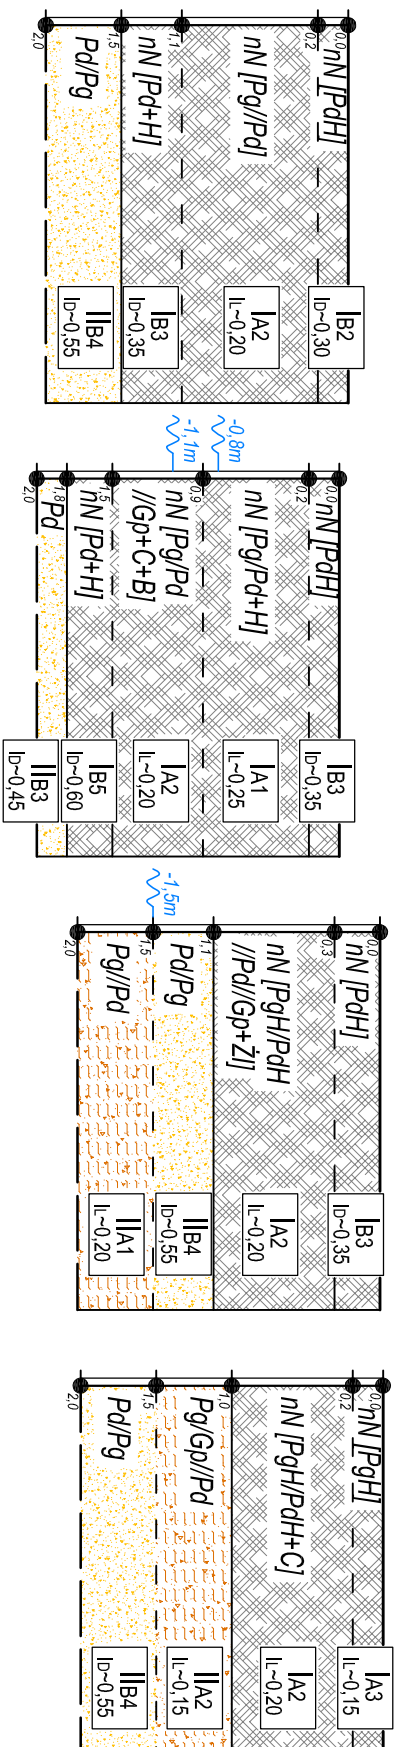 0,0
nN [PdH]
IB2
ID~0,30
0,2
nN [Pg//Pd]
IA2
IL~0,20
1,1
nN [Pd+H]
IB3
ID~0,35
1,5
Pd/Pg
IIB4
ID~0,55
2,0
-0,8m
-1,1m
0,0
nN [PdH]
IB3
ID~0,35
0,2
nN [Pg/Pd+H]
IA1
IL~0,25
0,9
nN [Pg/Pd
//Gp+C+B]
IA2
IL~0,20
1,5
nN [Pd+H]
IB5
ID~0,60
1,8
Pd
IIB3
ID~0,45
2,0
-1,5m
0,0
nN [PdH]
IB3
ID~0,35
0,3
nN [PgH/PdH
//Pd//Gp+Ż]
IA2
IL~0,20
1,1
Pd/Pg
IIB4
ID~0,55
1,5
Pg//Pd
IIA1
IL~0,20
2,0
0,0
nN [PgH]
IA3
IL~0,15
0,2
nN [PgH/PdH+C]
IA2
IL~0,20
1,0
Pg/Gp//Pd
IIA2
IL~0,15
1,5
Pd/Pg
IIB4
ID~0,55
2,0